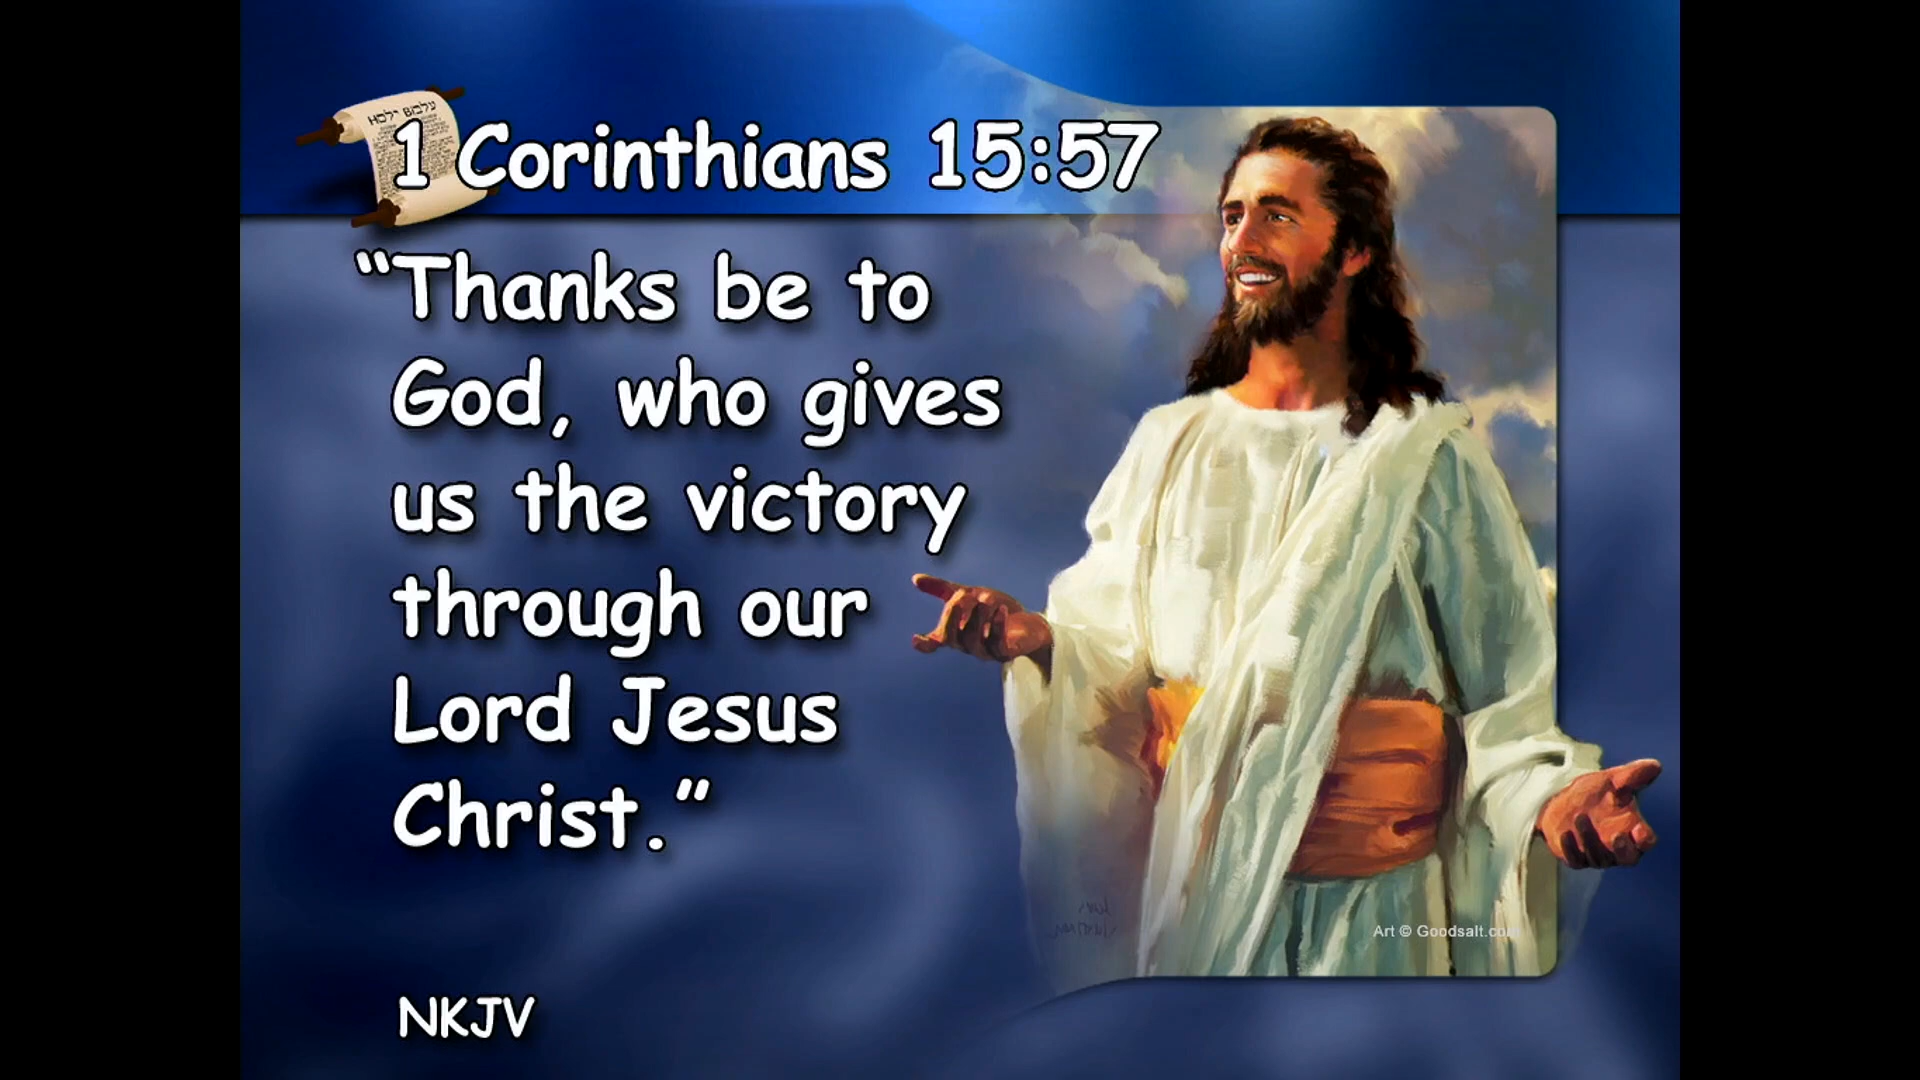 1 Corinthians 15:57
“Thanks be to
God, who gives
us the victory
through our
Lord Jesus
Christ.”
Art © Goodsalt.com
NKJV